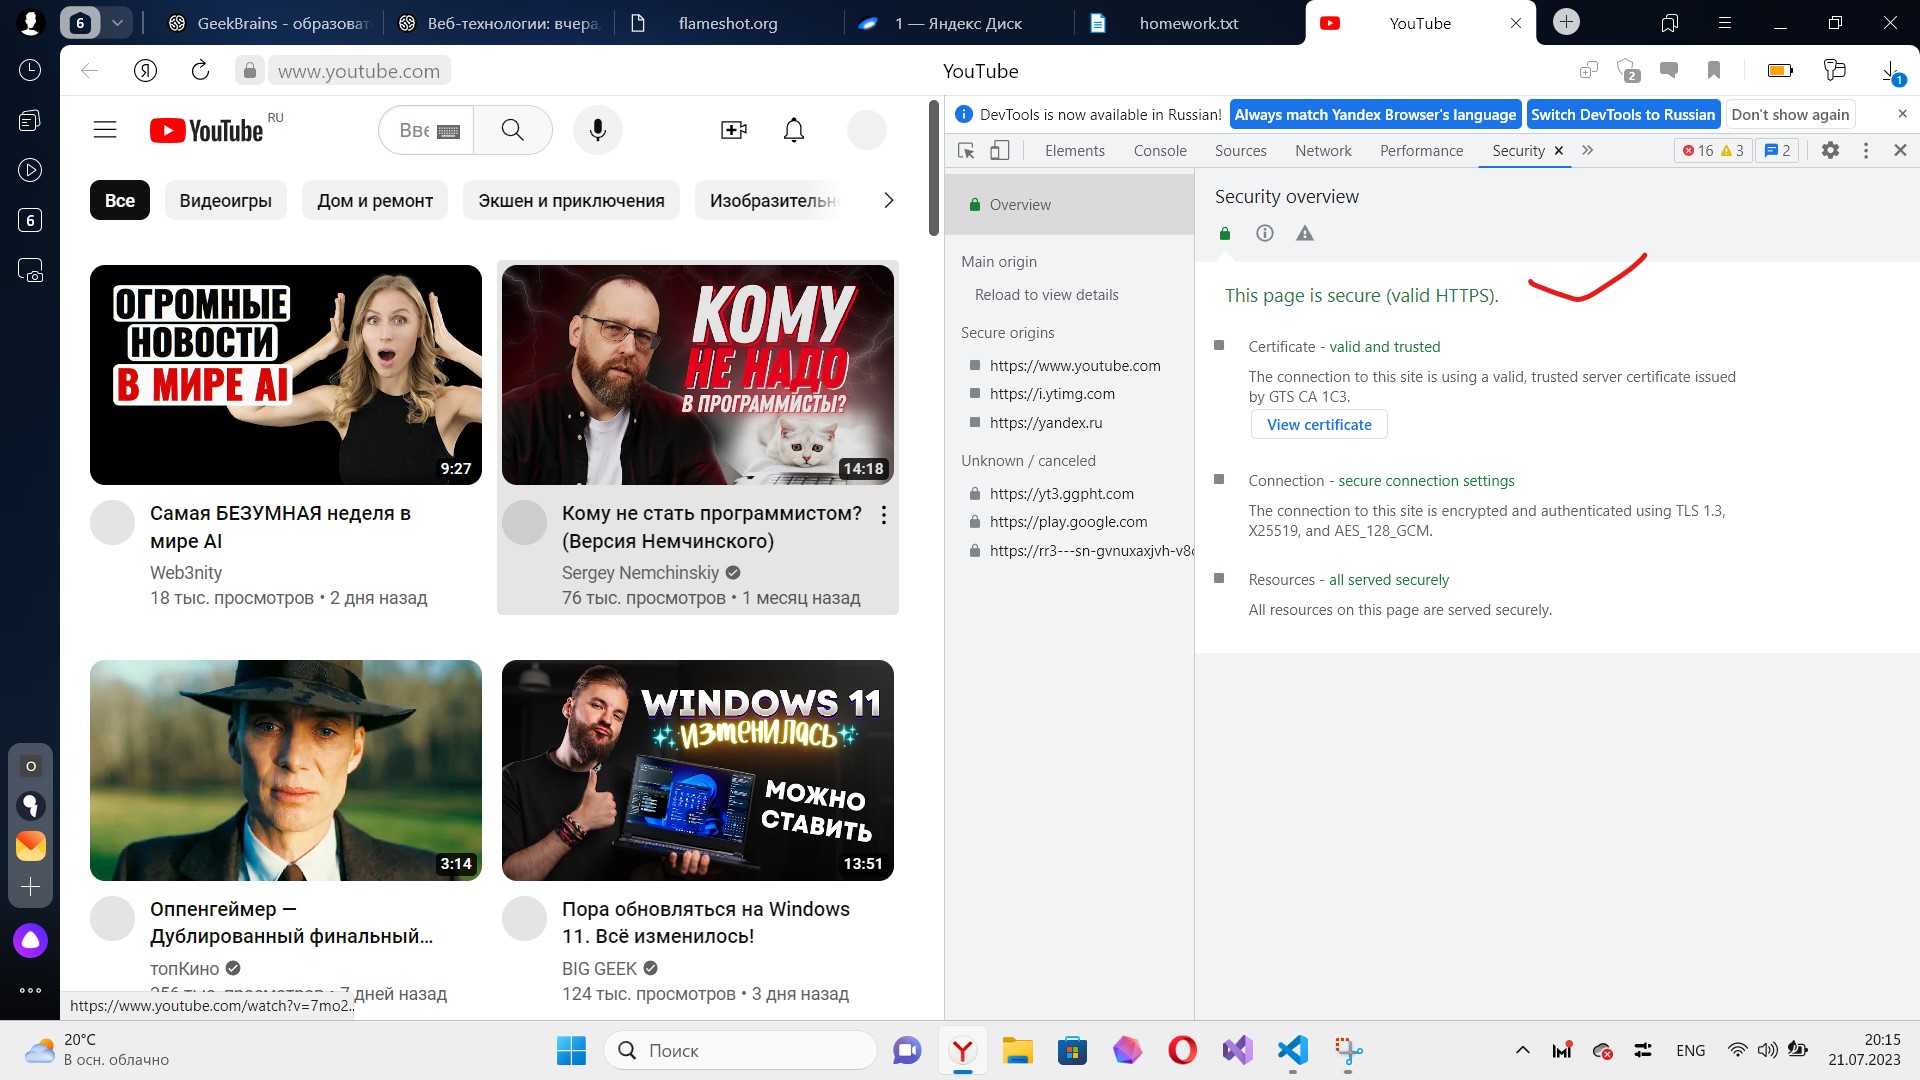 6
GeekBrains - образоват
Веб-технологии: вчера,
flameshot.org
1 — Яндекс Диск
homework.txt
YouTube
www.youtube.com
YouTube
2
1
6
YouTube RU
Вве
Все
Видеоигры
Дом и ремонт
Экшен и приключения
Изобразительн
ОГРОМНЫЕ
НОВОСТИ
В МИРЕ AI
9:27
Самая БЕЗУМНАЯ неделя в
мире AI
Web3nity
18 тыс. просмотров • 2 дня назад
КОМУ
НЕ НАДО
В ПРОГРАММИСТЫ?
14:18
Кому не стать программистом?
(Версия Немчинского)
Sergey Nemchinskiy
76 тыс. просмотров • 1 месяц назад
3:14
Оппенгеймер —
Дублированный финальный...
топКино
дней назад
WINDOWS 11
ИЗМЕНИЛАСЬ
МОЖНО
СТАВИТЬ
13:51
Пора обновляться на Windows
11. Всё изменилось!
BIG GEEK
124 тыс. просмотров • 3 дня назад
https://www.youtube.com/watch?v=7mo2..
DevTools is now available in Russian!
Always match Yandex Browser's language
Switch DevTools to Russian
Don't show again
Elements
Console
Sources
Network
Performance
Security
16
3
2
Overview
Main origin
Reload to view details
Secure origins
https://www.youtube.com
https://i.ytimg.com
https://yandex.ru
Unknown / canceled
https://yt3.ggpht.com
https://play.google.com
https://rr3---sn-gvnuxaxjvh-v8c
Security overview
This page is secure (valid HTTPS).
Certificate - valid and trusted
The connection to this site is using a valid, trusted server certificate issued
by GTS CA 1C3.
View certificate
Connection - secure connection settings
The connection to this site is encrypted and authenticated using TLS 1.3,
X25519, and AES_128_GCM.
Resources - all served securely
All resources on this page are served securely.
O
20°C
В осн. облачно
Поиск
ENG
20:15
21.07.2023